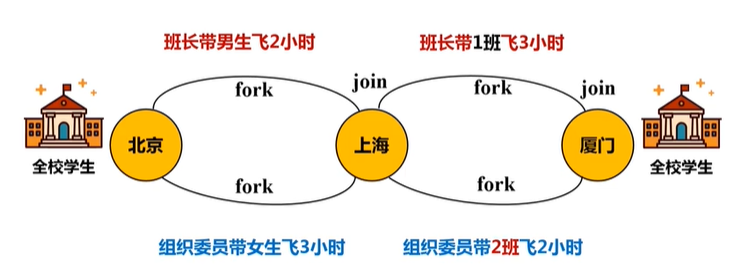 班长带男生飞2小时
班长带1班飞3小时
fork
join
fork
join
北京
上海
厦门
全校学生
全校学生
fork
fork
组织委员带女生飞3小时
组织委员带2班飞2小时